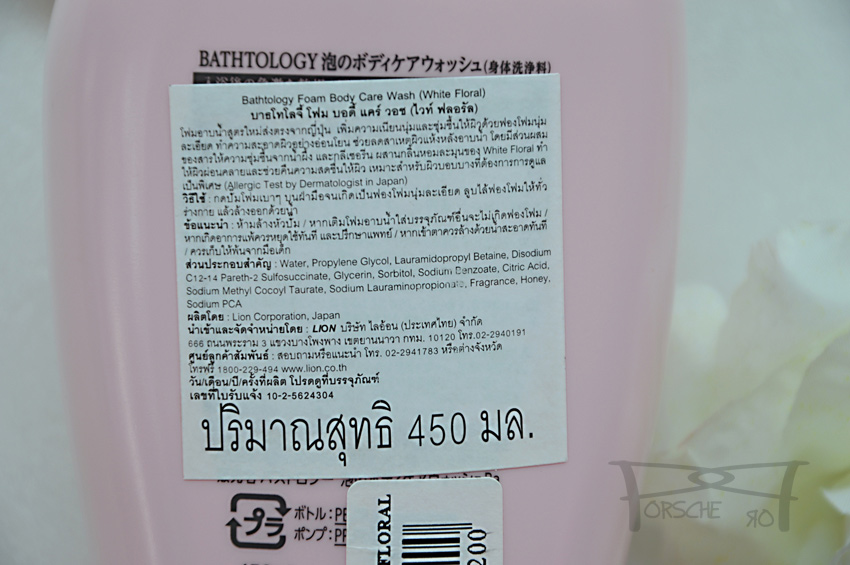 BATHTOLOGY 泡のボディケアウォッシュ(身体洗浄料)
Bathtology Foam Body Care Wash (White Floral)
บาธโทโลจี้ โฟม บอดี้ แคร์ วอช (ไวท์ ฟลอรัล)
โฟมอาบน้ำสูตรใหม่ส่งตรงจากญี่ปุ่น เพิ่มความเนียนนุ่มและชุ่มชื้นให้ผิวด้วยฟองโฟมนุ่ม
ละเอียด ทำความสะอาดผิวอย่างอ่อนโยน ช่วยลดสาเหตุผิวแห้งหลังอาบน้ำ โดยมีส่วนผสม
ของสารให้ความชุ่มชื้นจากน้ำผึ้ง และกลีเซอรีน ผสานกลิ่นหอมละมุนของ White Floral ทำ
ให้ผิวผ่อนคลายและช่วยคืนความสดชื่นให้ผิว เหมาะสำหรับผิวบอบบางที่ต้องการการดูแล
เป็นพิเศษ (Allergic Test by Dermatologist in Japan)
วิธีใช้ : กดปั๊มโฟมเบาๆ บนฝ่ามือจนเกิดเป็นฟองโฟมนุ่มละเอียด ลูบไล้ฟองโฟมให้ทั่ว
ร่างกาย แล้วล้างออกด้วยน้ำ
ข้อแนะนำ : ห้ามล้างหัวปั๊ม / หากเติมโฟมอาบน้ำใส่บรรจุภัณฑ์อื่นจะไม่เกิดฟองโฟม /
หากเกิดอาการแพ้ควรหยุดใช้ทันที และปรึกษาแพทย์ / หากเข้าตาควรล้างด้วยน้ำสะอาดทันที
/ ควรเก็บให้พ้นจากมือเด็ก
ส่วนประกอบสำคัญ : Water, Propylene Glycol, Lauramidopropyl Betaine, Disodium
C12-14 Pareth-2 Sulfosuccinate, Glycerin, Sorbitol, Sodium Benzoate, Citric Acid,
Sodium Methyl Cocoyl Taurate, Sodium Lauraminopropionate, Fragrance, Honey,
Sodium PCA
ผลิตโดย : Lion Corporation, Japan
นำเข้าและจัดจำหน่ายโดย : LION บริษัท ไลอ้อน (ประเทศไทย) จำกัด
666 ถนนพระราม 3 แขวงบางโพงพาง เขตยานนาวา กทม. 10120 โทร.02-2940191
ศูนย์ลูกค้าสัมพันธ์ : สอบถามหรือแนะนำ โทร. 02-2941783 หรือต่างจังหวัด
โทรฟรี 1800-229-494 www.lion.co.th
วัน/เดือน/ปี/ครั้งที่ผลิต โปรดดูที่บรรจุภัณฑ์
เลขที่ใบรับแจ้ง 10-2-5624304
ปริมาณสุทธิ 450 มล.
プラ
ボトル:PE
ポンプ:PP
FLORAL
200
ORSCHE